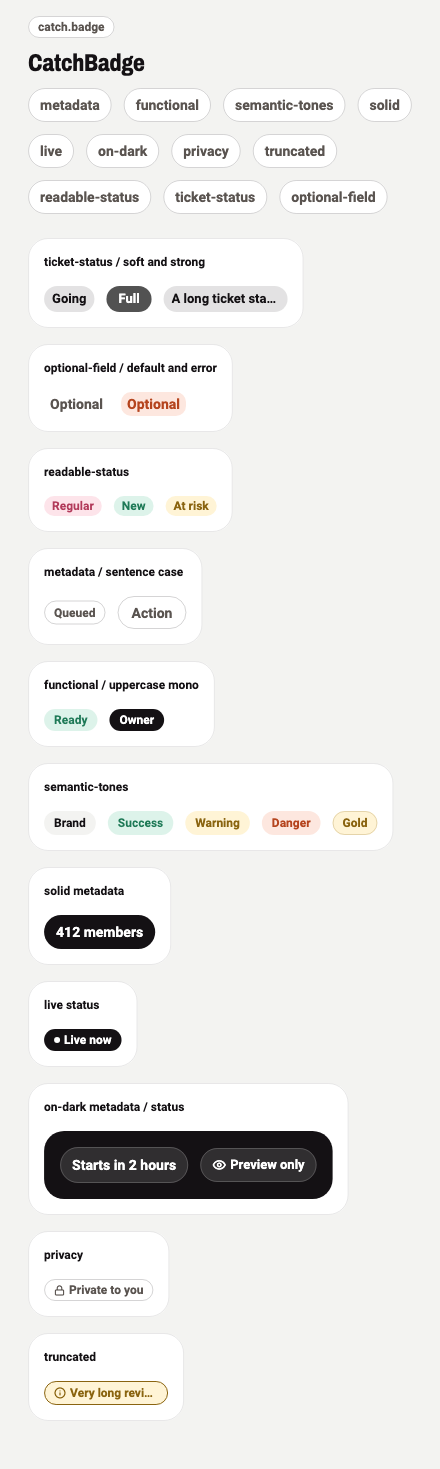 catch.badge
CatchBadge
metadata functional semantic-tones solid
live on-dark privacy truncated
readable-status ticket-status optional-field
ticket-status / soft and strong
Going Full A long ticket sta...
optional-field / default and error
Optional Optional
readable-status
Regular New At risk
metadata / sentence case
Queued Action
functional / uppercase mono
Ready Owner
semantic-tones
Brand Success Warning Danger Gold
solid metadata
412 members
live status
Live now
on-dark metadata / status
Starts in 2 hours Preview only
privacy
Private to you
truncated
Very long revi...